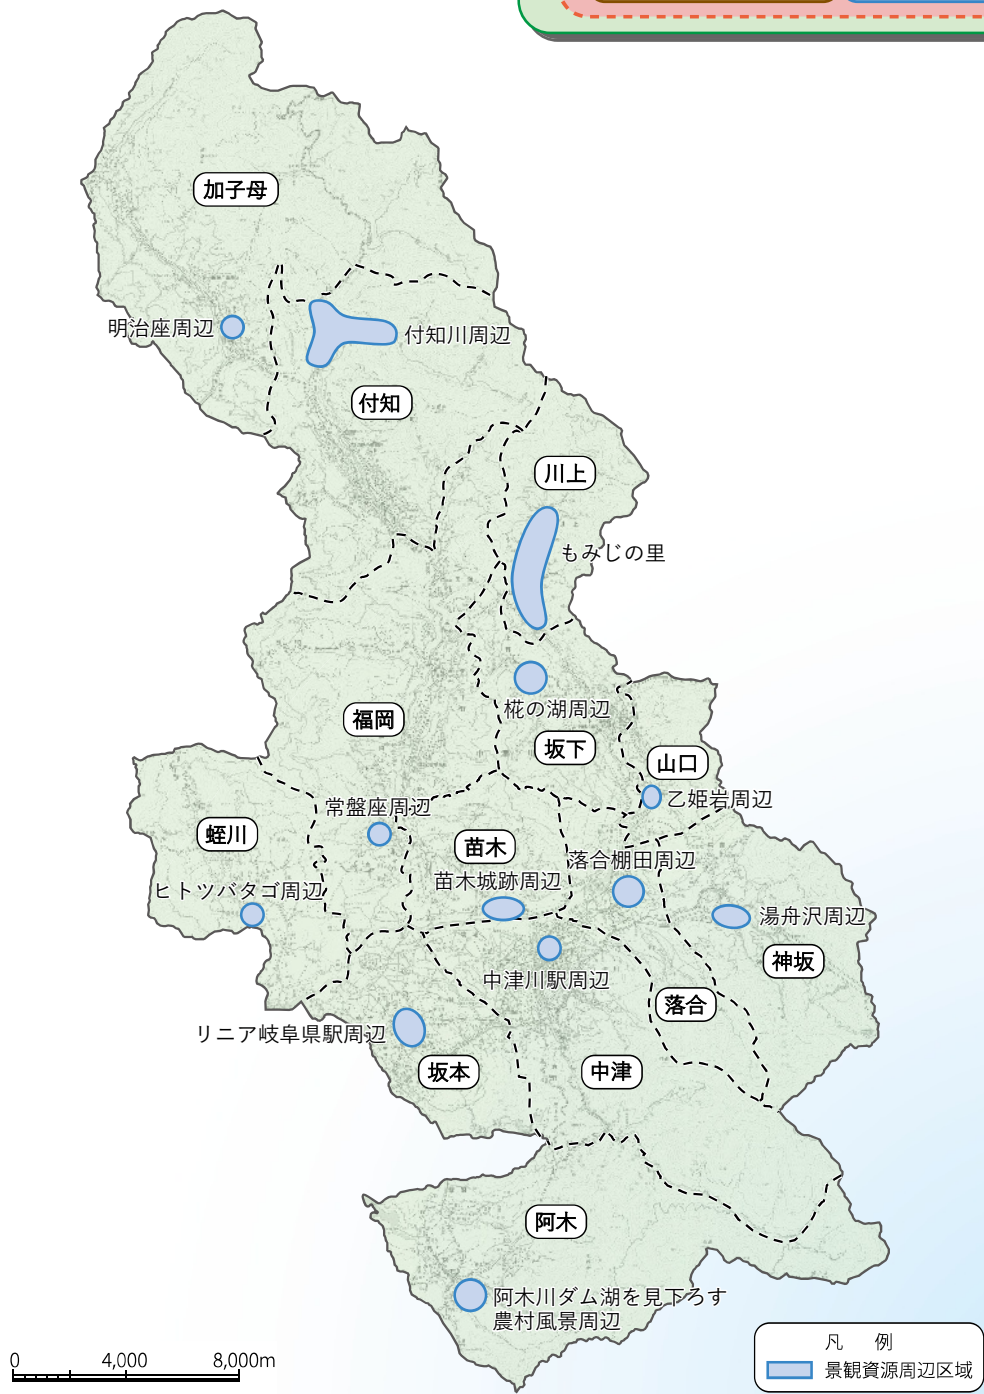 加子母
明治座周辺
付知川周辺
付知
川上
もみじの里
椛の湖周辺
福岡
坂下
山口
乙姫岩周辺
常盤座周辺
蛭川
苗木
落合棚田周辺
苗木城跡周辺
ヒトツバタゴ周辺
湯舟沢周辺
神坂
中津川駅周辺
落合
リニア岐阜県駅周辺
坂本
中津
阿木
阿木川ダム湖を見下ろす
農村風景周辺
0 4,000 8,000m
凡 例
景観資源周辺区域